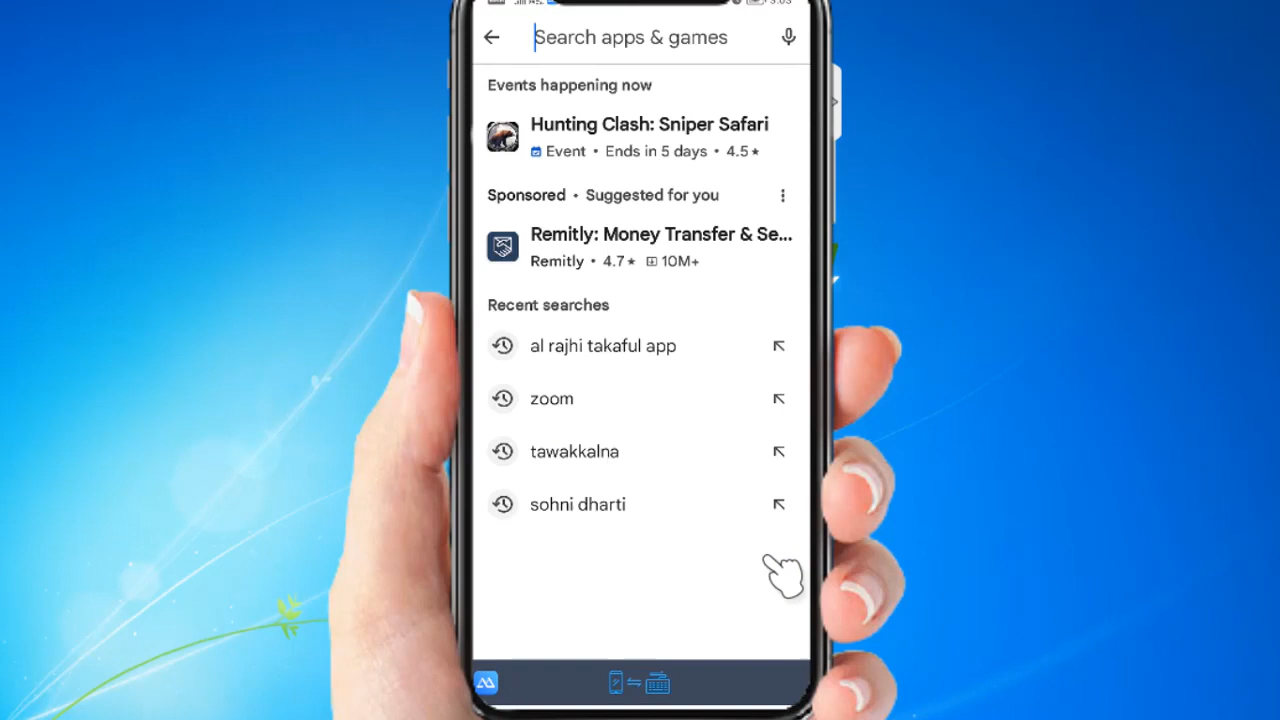 Search apps & games
Events happening now
Hunting Clash: Sniper Safari
Event • Ends in 5 days • 4.5★
Sponsored • Suggested for you
Remitly: Money Transfer & Se...
Remitly • 4.7★ 10M+
Recent searches
al rajhi takaful app
zoom
tawakkalna
sohni dharti